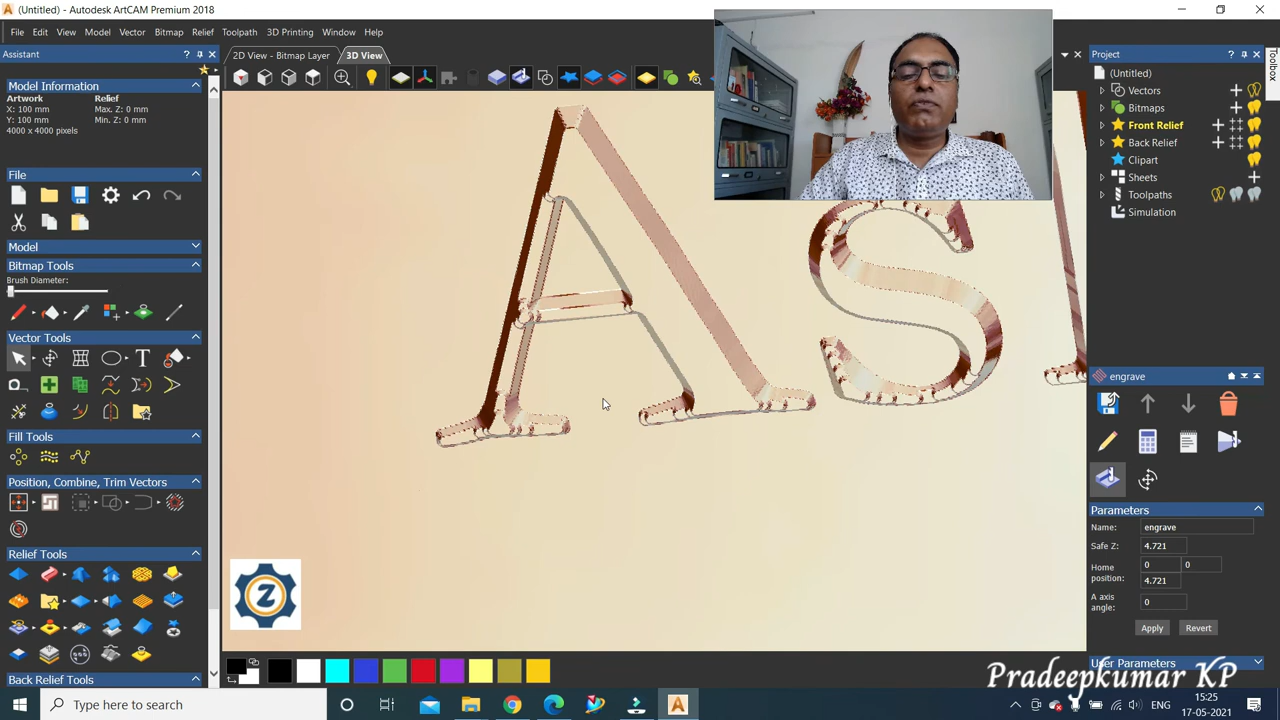 Autodesk ArtCAM Premium 2018
File Edit View Model Vector Bitmap Relief Toolpath 3D Printing Window Help
Assistant
2D View - Bitmap Layer
3D View
Project
Toolbox
Model Information
Artwork Relief
X: 100 mm Max. Z: 0 mm
Y: 100 mm Min. Z: 0 mm
4000 x 4000 pixels
(Untitled)
Vectors
Bitmaps
Front Relief
Back Relief
Clipart
Sheets
Toolpaths
Simulation
File
Model
Bitmap Tools
Brush Diameter:
Vector Tools
Fill Tools
Position, Combine, Trim Vectors
Relief Tools
Back Relief Tools
AS
engrave
Parameters
Name: engrave
Safe Z: 4.721
Home position: 0 0
4.721
A axis angle: 0
Apply Revert
User Parameters
Z
Pradeepkumar KP
Type here to search
ENG
15:25
17-05-2021